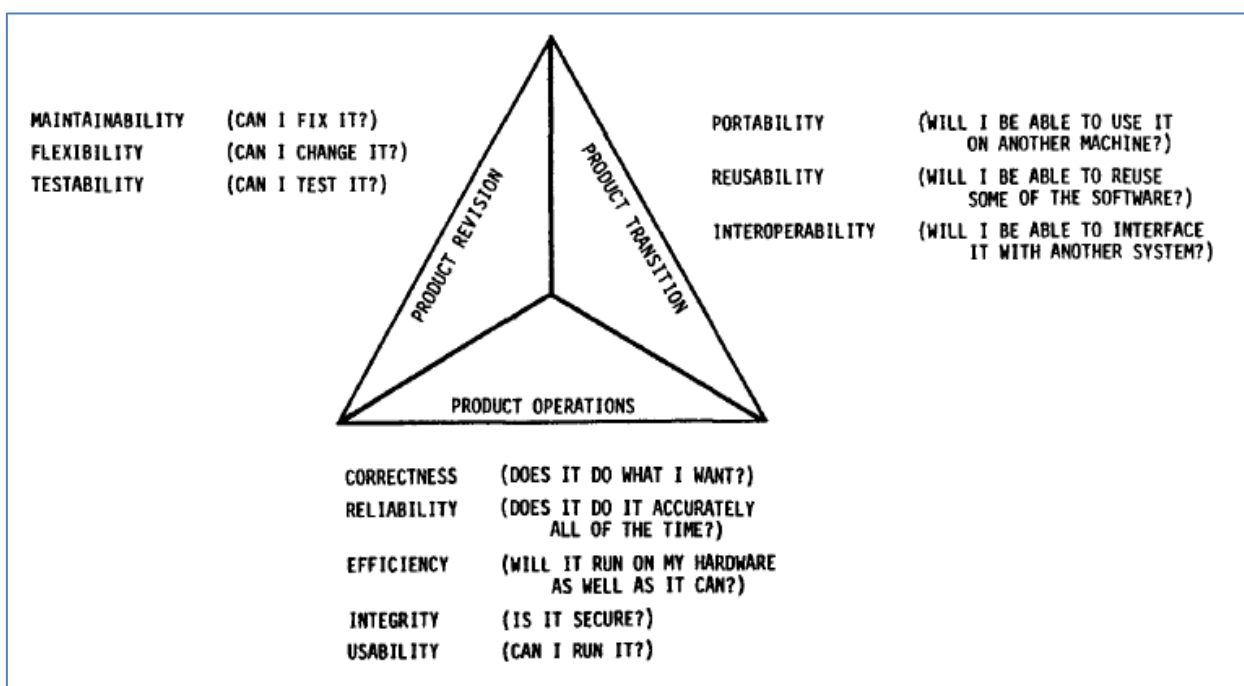 MAINTAINABILITY (CAN I FIX IT?)
FLEXIBILITY (CAN I CHANGE IT?)
TESTABILITY (CAN I TEST IT?)
PORTABILITY (WILL I BE ABLE TO USE IT
ON ANOTHER MACHINE?)
REUSABILITY (WILL I BE ABLE TO REUSE
SOME OF THE SOFTWARE?)
INTEROPERABILITY (WILL I BE ABLE TO INTERFACE
IT WITH ANOTHER SYSTEM?)
PRODUCT REVISION
PRODUCT TRANSITION
PRODUCT OPERATIONS
CORRECTNESS (DOES IT DO WHAT I WANT?)
RELIABILITY (DOES IT DO IT ACCURATELY
ALL OF THE TIME?)
EFFICIENCY (WILL IT RUN ON MY HARDWARE
AS WELL AS IT CAN?)
INTEGRITY (IS IT SECURE?)
USABILITY (CAN I RUN IT?)